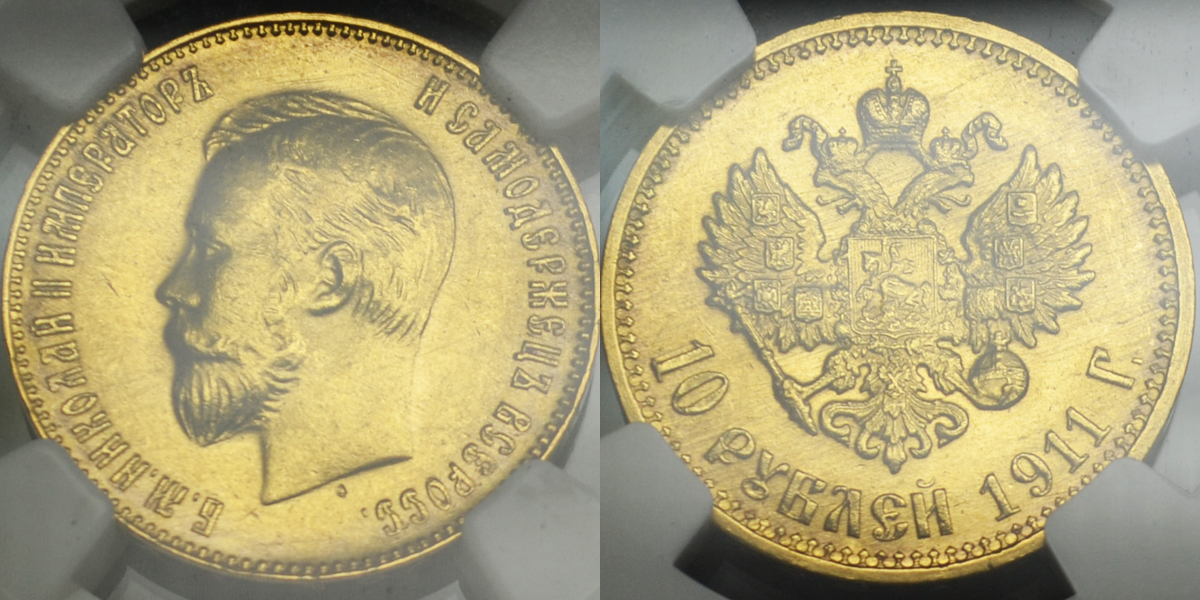 Б. М. НИКОЛАЙ II ИМПЕРАТОРЪ
И САМОДЕРЖЕЦЪ ВСЕРОСС.
10 РУБЛЕЙ 1911 Г.